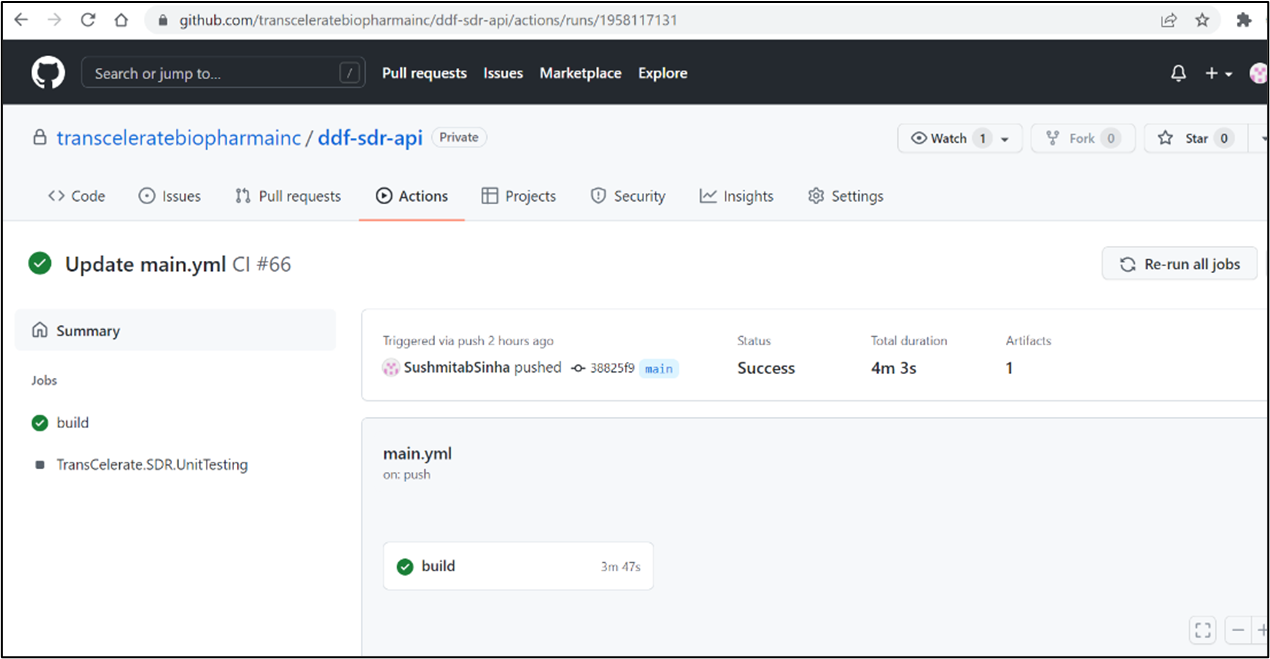 github.com/transceleratebiopharmainc/ddf-sdr-api/actions/runs/1958117131
Search or jump to... / Pull requests Issues Marketplace Explore
transceleratebiopharmainc / ddf-sdr-api Private Watch 1 Fork 0 Star 0
Code Issues Pull requests Actions Projects Security Insights Settings
Update main.yml CI #66 Re-run all jobs
Summary
Jobs
build
TransCelerate.SDR.UnitTesting
Triggered via push 2 hours ago Status Total duration Artifacts
SushmitabSinha pushed 38825f9 main Success 4m 3s 1
main.yml
on: push
build 3m 47s